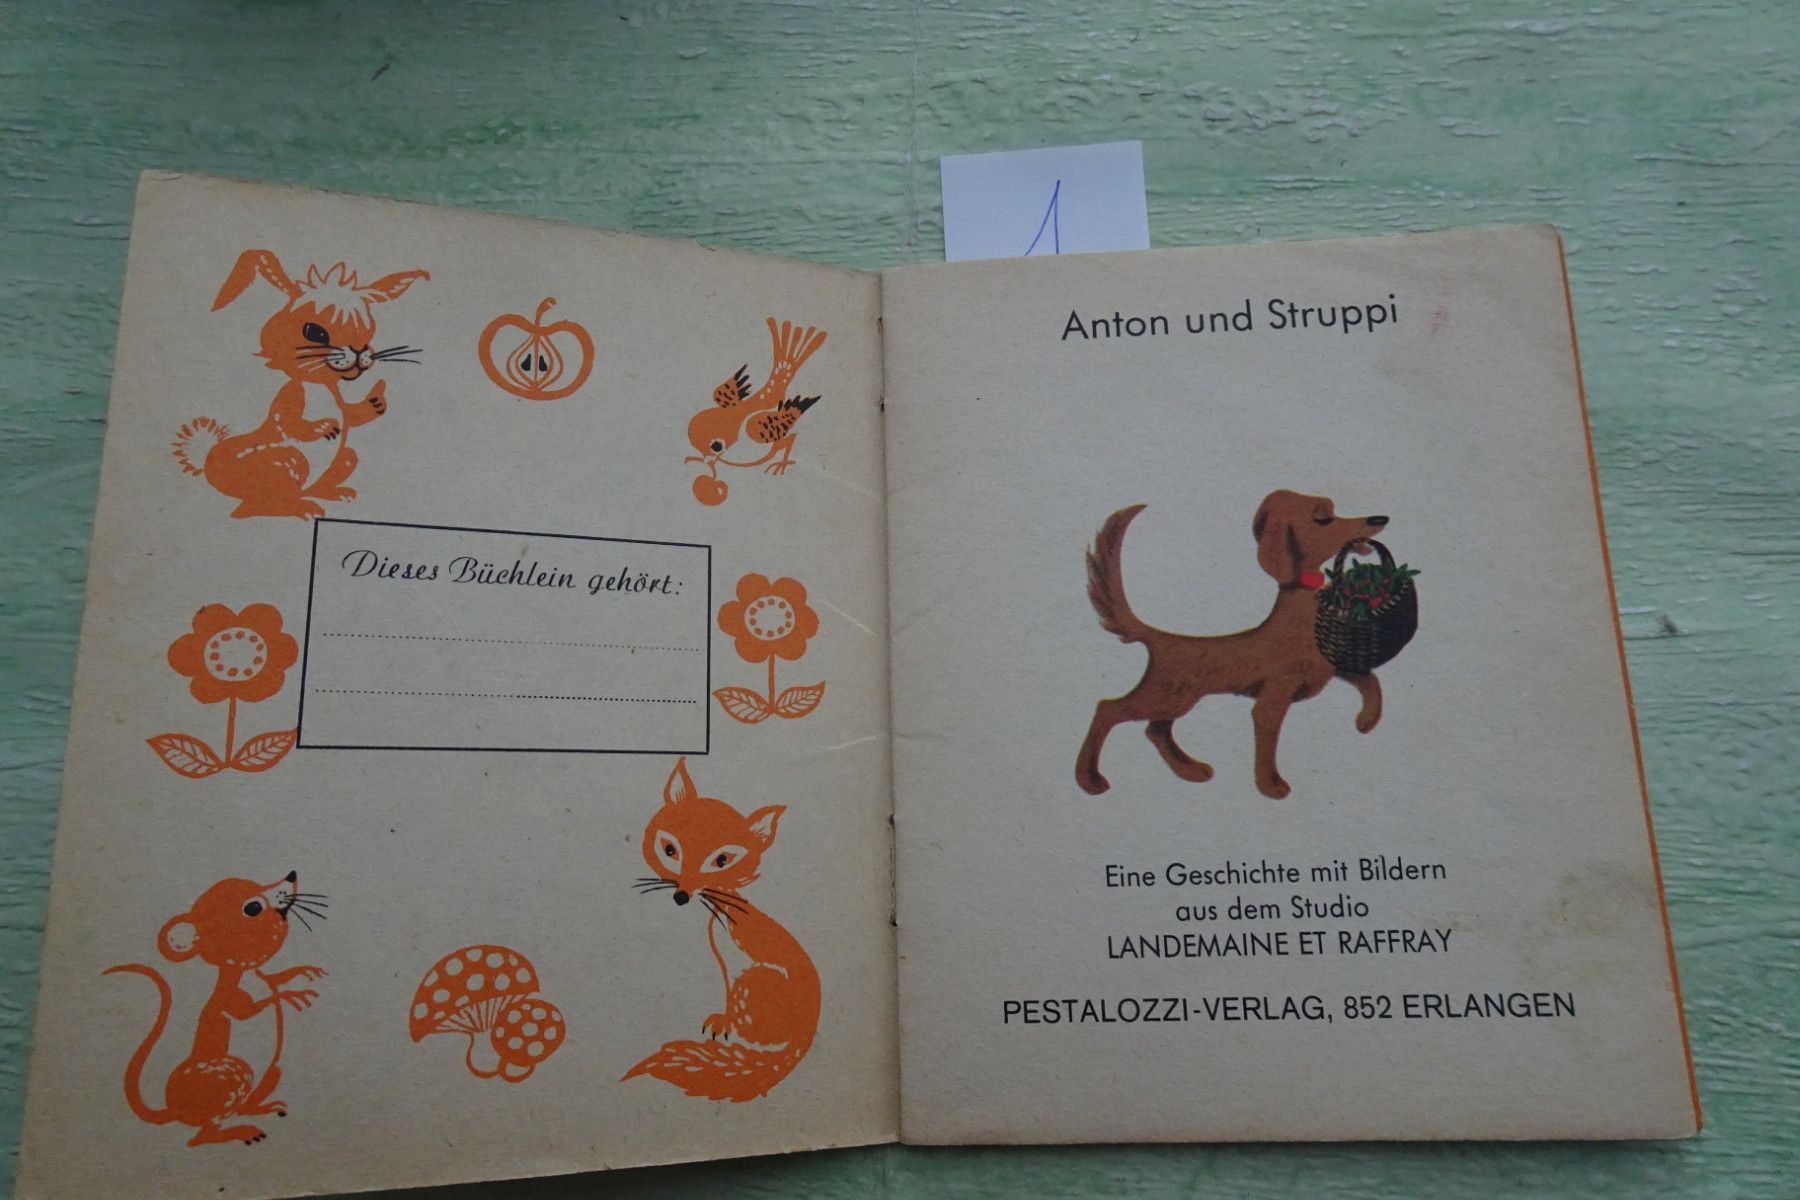 1
Dieses Büchlein gehört:
Anton und Struppi
Eine Geschichte mit Bildern
aus dem Studio
LANDEMAINE ET RAFFRAY
PESTALOZZI-VERLAG, 852 ERLANGEN